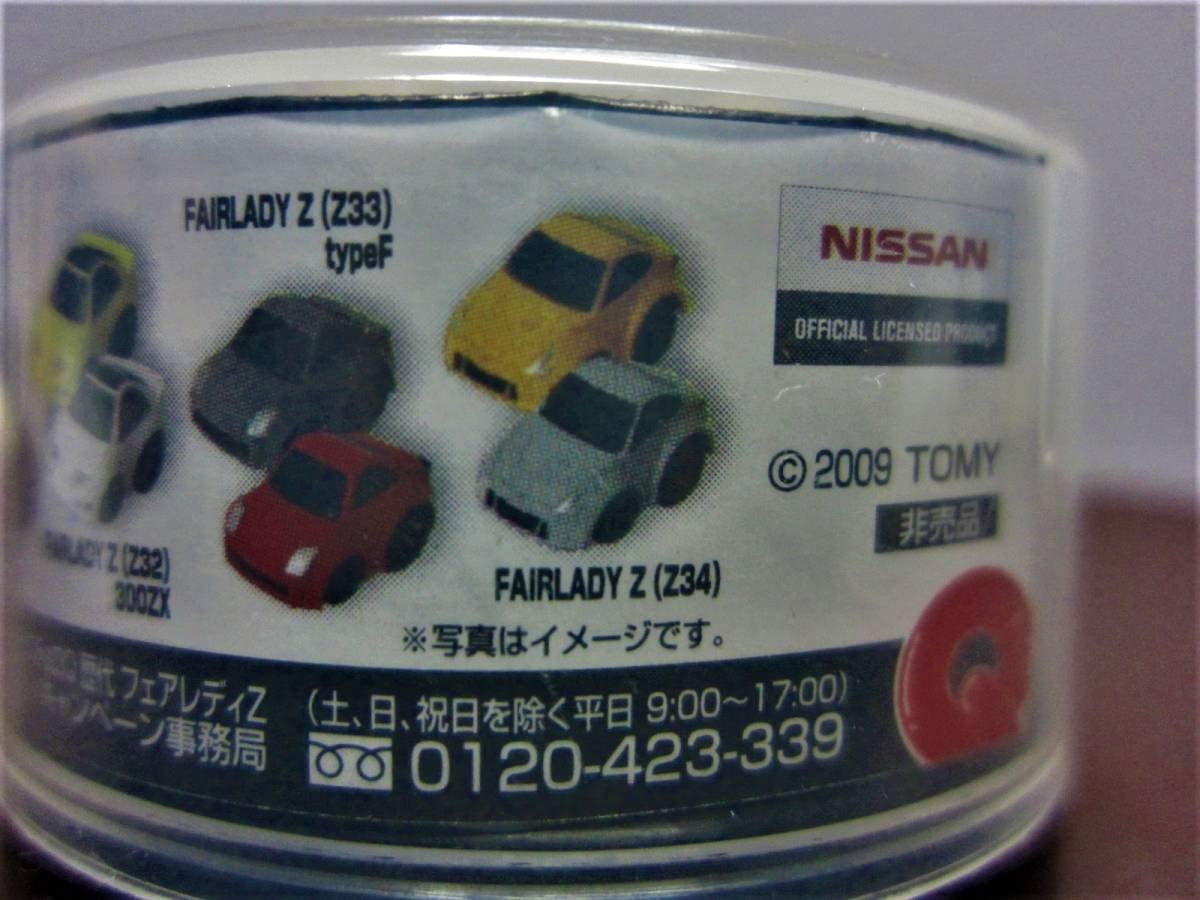 FAIRLADY Z (Z33)
typeF
NISSAN
OFFICIAL LICENSED PRODUCT
© 2009 TOMY
非売品
FAIRLADY Z (Z32)
300ZX
FAIRLADY Z (Z34)
※写真はイメージです。
歴代 フェアレディZ
キャンペーン事務局
(土、日、祝日を除く平日 9:00～17:00)
0120-423-339